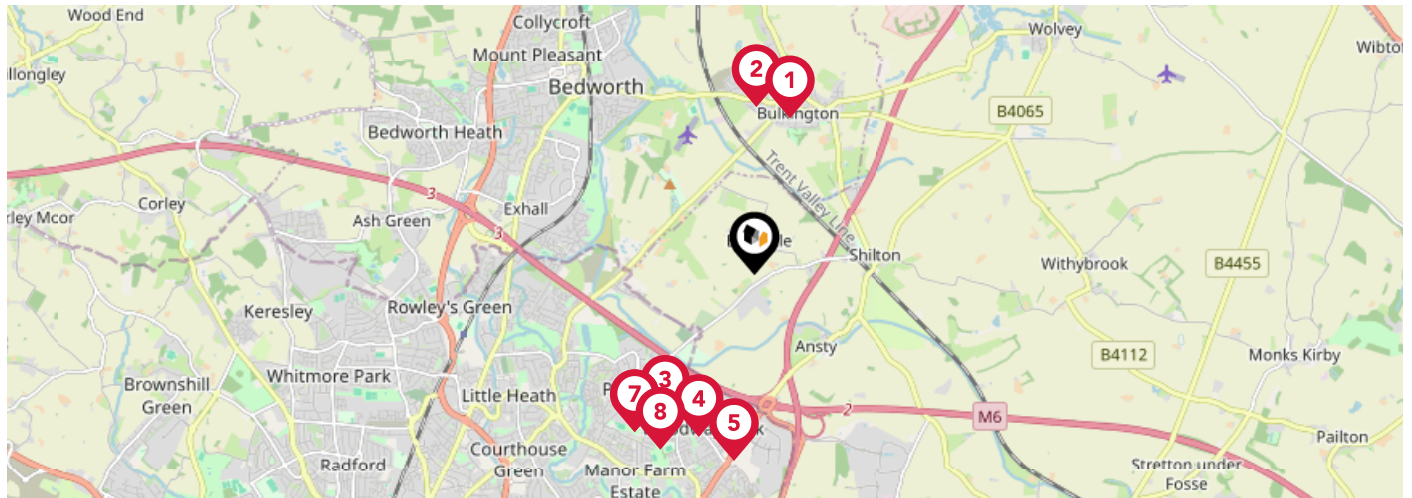 Wood End
Collycroft
Wolvey
Mount Pleasant
llongley
Bedworth
2
1
B4065
Bulkington
Bedworth Heath
Trent Valley Line
3
Corley
rley Mcor
Ash Green
Exhall
3
Shilton
Withybrook
B4455
Keresley
Rowley's Green
Ansty
B4112
Monks Kirby
Whitmore Park
Brownshill
Green
Little Heath
7
3
8
4
5
2
M6
Courthouse
Green
Pailton
Radford
Manor Farm
Estate
Stretton under
Fosse